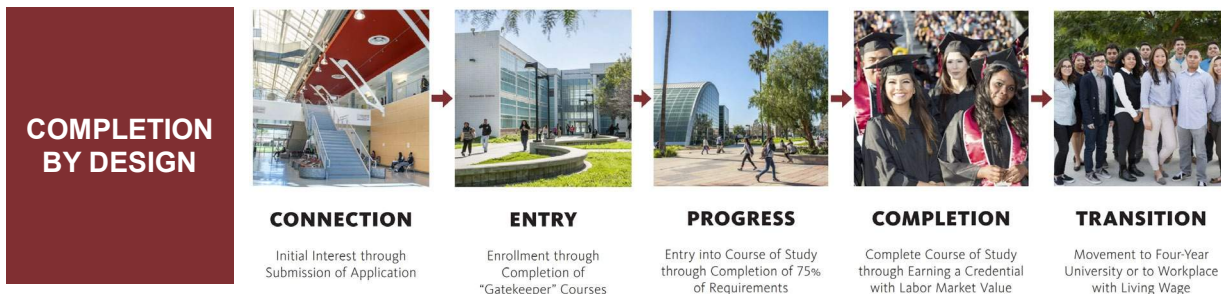 COMPLETION
BY DESIGN
CONNECTION
Initial Interest through
Submission of Application
ENTRY
Enrollment through
Completion of
“Gatekeeper” Courses
PROGRESS
Entry into Course of Study
through Completion of 75%
of Requirements
COMPLETION
Complete Course of Study
through Earning a Credential
with Labor Market Value
TRANSITION
Movement to Four-Year
University or to Workplace
with Living Wage